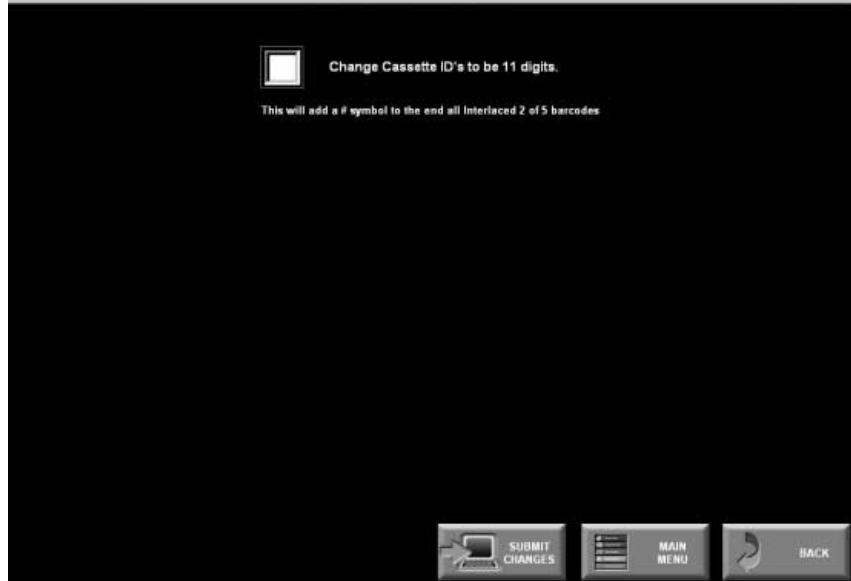 Change Cassette ID's to be 11 digits.
This will add a # symbol to the end all Interlaced 2 of 5 barcodes
SUBMIT
CHANGES
MAIN
MENU
BACK